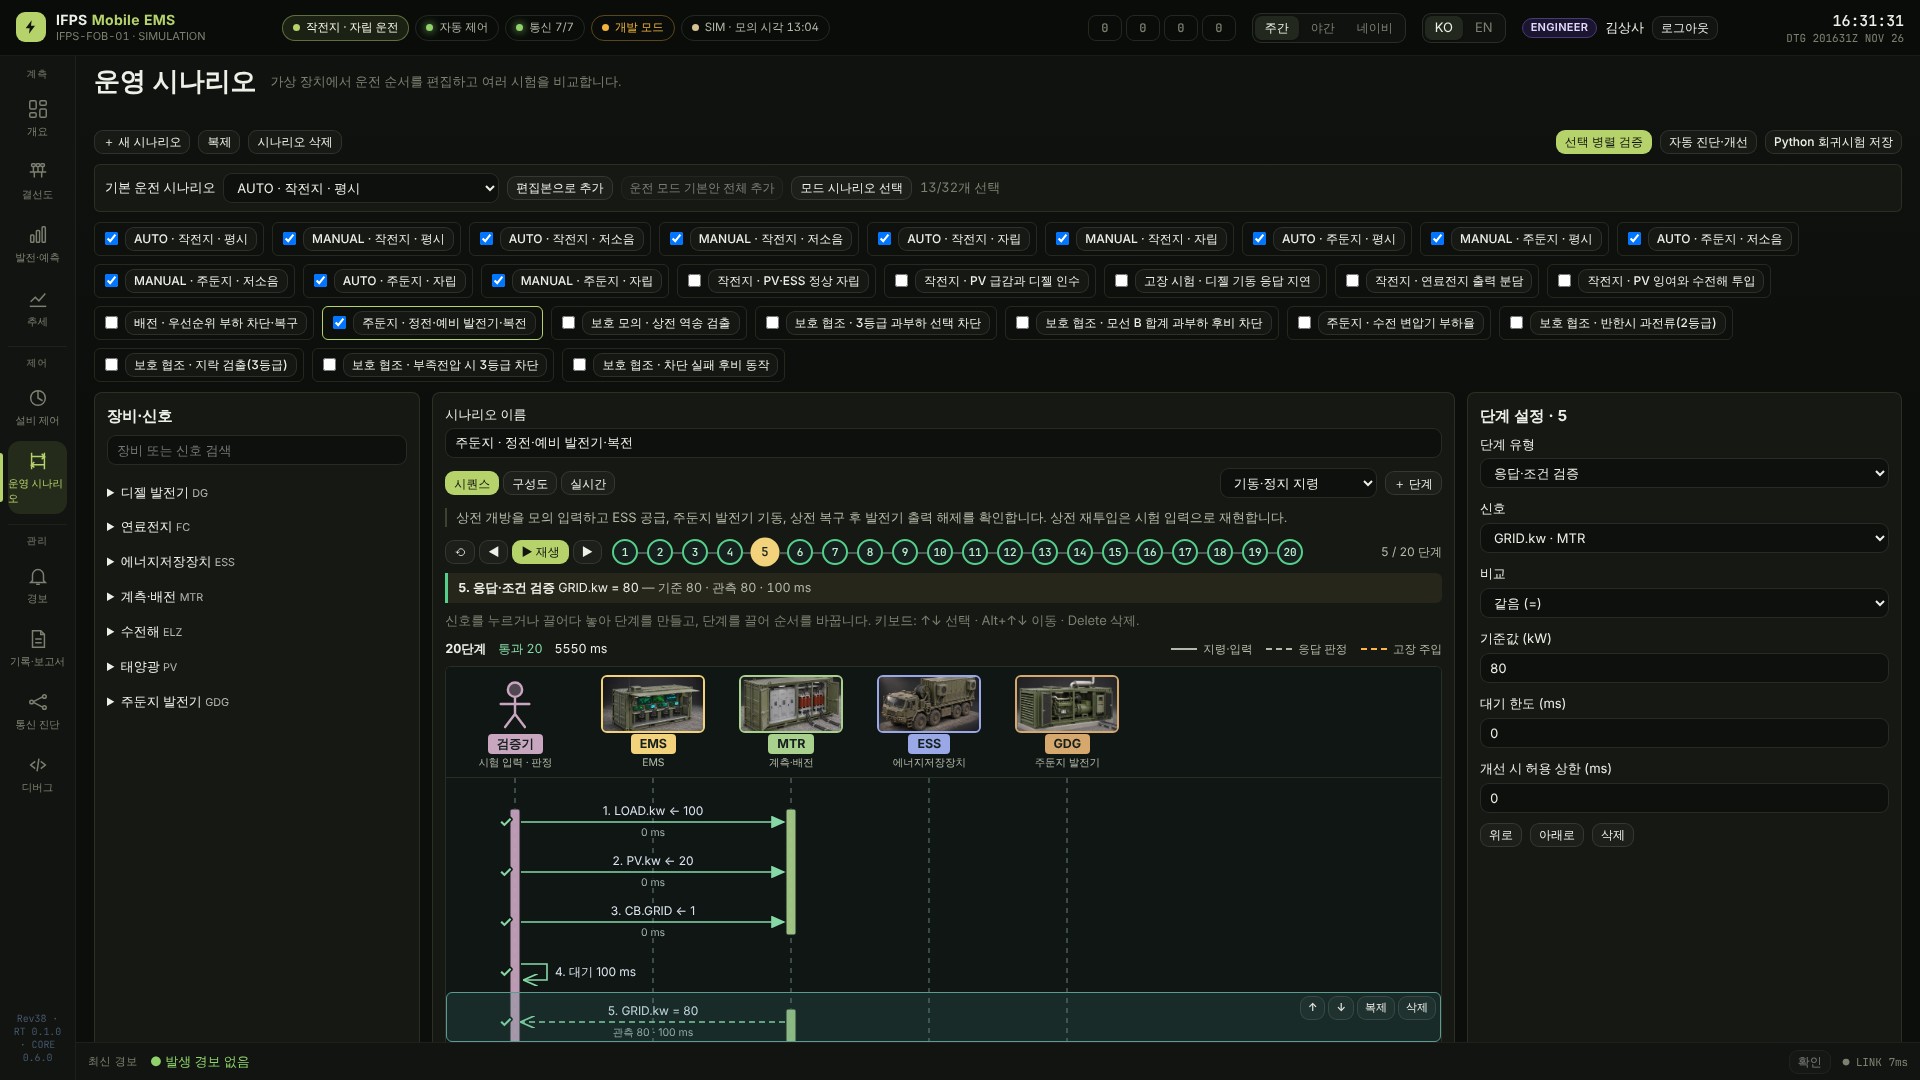 IFPS Mobile EMS
IFPS-FOB-01 · SIMULATION
작전지 · 자립 운전
자동 제어
통신 7/7
개발 모드
SIM · 모의 시각 13:04
0 0 0 0
주간 야간 네이비
KO EN
ENGINEER 김상사 로그아웃
16:31:31
DTG 201631Z NOV 26
계측
개요
결선도
발전·예측
추세
제어
설비 제어
운영 시나리오
관리
경보
기록·보고서
통신 진단
디버그
Rev38 · RT 0.1.0 · CORE 0.6.0
운영 시나리오
가상 장치에서 운전 순서를 편집하고 여러 시험을 비교합니다.
+ 새 시나리오 복제 시나리오 삭제
선택 병렬 검증 자동 진단·개선 Python 회귀시험 저장
기본 운전 시나리오 AUTO · 작전지 · 평시 편집본으로 추가 운전 모드 기본안 전체 추가 모드 시나리오 선택 13/32개 선택
AUTO · 작전지 · 평시 MANUAL · 작전지 · 평시 AUTO · 작전지 · 저소음 MANUAL · 작전지 · 저소음 AUTO · 작전지 · 자립 MANUAL · 작전지 · 자립 AUTO · 주둔지 · 평시 MANUAL · 주둔지 · 평시 AUTO · 주둔지 · 저소음
MANUAL · 주둔지 · 저소음 AUTO · 주둔지 · 자립 MANUAL · 주둔지 · 자립 작전지 · PV·ESS 정상 자립 작전지 · PV 급감과 디젤 인수 고장 시험 · 디젤 기동 응답 지연 작전지 · 연료전지 출력 분담 작전지 · PV 잉여와 수전해 투입
배전 · 우선순위 부하 차단·복구 주둔지 · 정전·예비 발전기·복전 보호 모의 · 상전 역송 검출 보호 협조 · 3등급 과부하 선택 차단 보호 협조 · 모선 B 합계 과부하 후비 차단 주둔지 · 수전 변압기 부하율 보호 협조 · 반한시 과전류(2등급)
보호 협조 · 지락 검출(3등급) 보호 협조 · 부족전압 시 3등급 차단 보호 협조 · 차단 실패 후비 동작
장비·신호
장비 또는 신호 검색
▶ 디젤 발전기 DG
▶ 연료전지 FC
▶ 에너지저장장치 ESS
▶ 계측·배전 MTR
▶ 수전해 ELZ
▶ 태양광 PV
▶ 주둔지 발전기 GDG
시나리오 이름
주둔지 · 정전·예비 발전기·복전
시퀀스 구성도 실시간
기동·정지 지령 + 단계
상전 개방을 모의 입력하고 ESS 공급, 주둔지 발전기 기동, 상전 복구 후 발전기 출력 해제를 확인합니다. 상전 재투입은 시험 입력으로 재현합니다.
◀ ▶ 재생 ▶ 1 2 3 4 5 6 7 8 9 10 11 12 13 14 15 16 17 18 19 20 5 / 20 단계
5. 응답·조건 검증 GRID.kw = 80 — 기준 80 · 관측 80 · 100 ms
신호를 누르거나 끌어다 놓아 단계를 만들고, 단계를 끌어 순서를 바꿉니다. 키보드: ↑↓ 선택 · Alt+↑↓ 이동 · Delete 삭제.
20단계 통과 20 5550 ms
지령·입력 응답 판정 고장 주입
검증기 EMS MTR ESS GDG
시험 입력 · 판정 EMS 계측·배전 에너지저장장치 주둔지 발전기
1. LOAD.kw ← 100
0 ms
2. PV.kw ← 20
0 ms
3. CB.GRID ← 1
0 ms
4. 대기 100 ms
5. GRID.kw = 80
관측 80 · 100 ms
↑ ↓ 복제 삭제
단계 설정 · 5
단계 유형
응답·조건 검증
신호
GRID.kw · MTR
비교
같음 (=)
기준값 (kW)
80
대기 한도 (ms)
0
개선 시 허용 상한 (ms)
0
위로 아래로 삭제
최신 경보 발생 경보 없음
확인 LINK 7ms